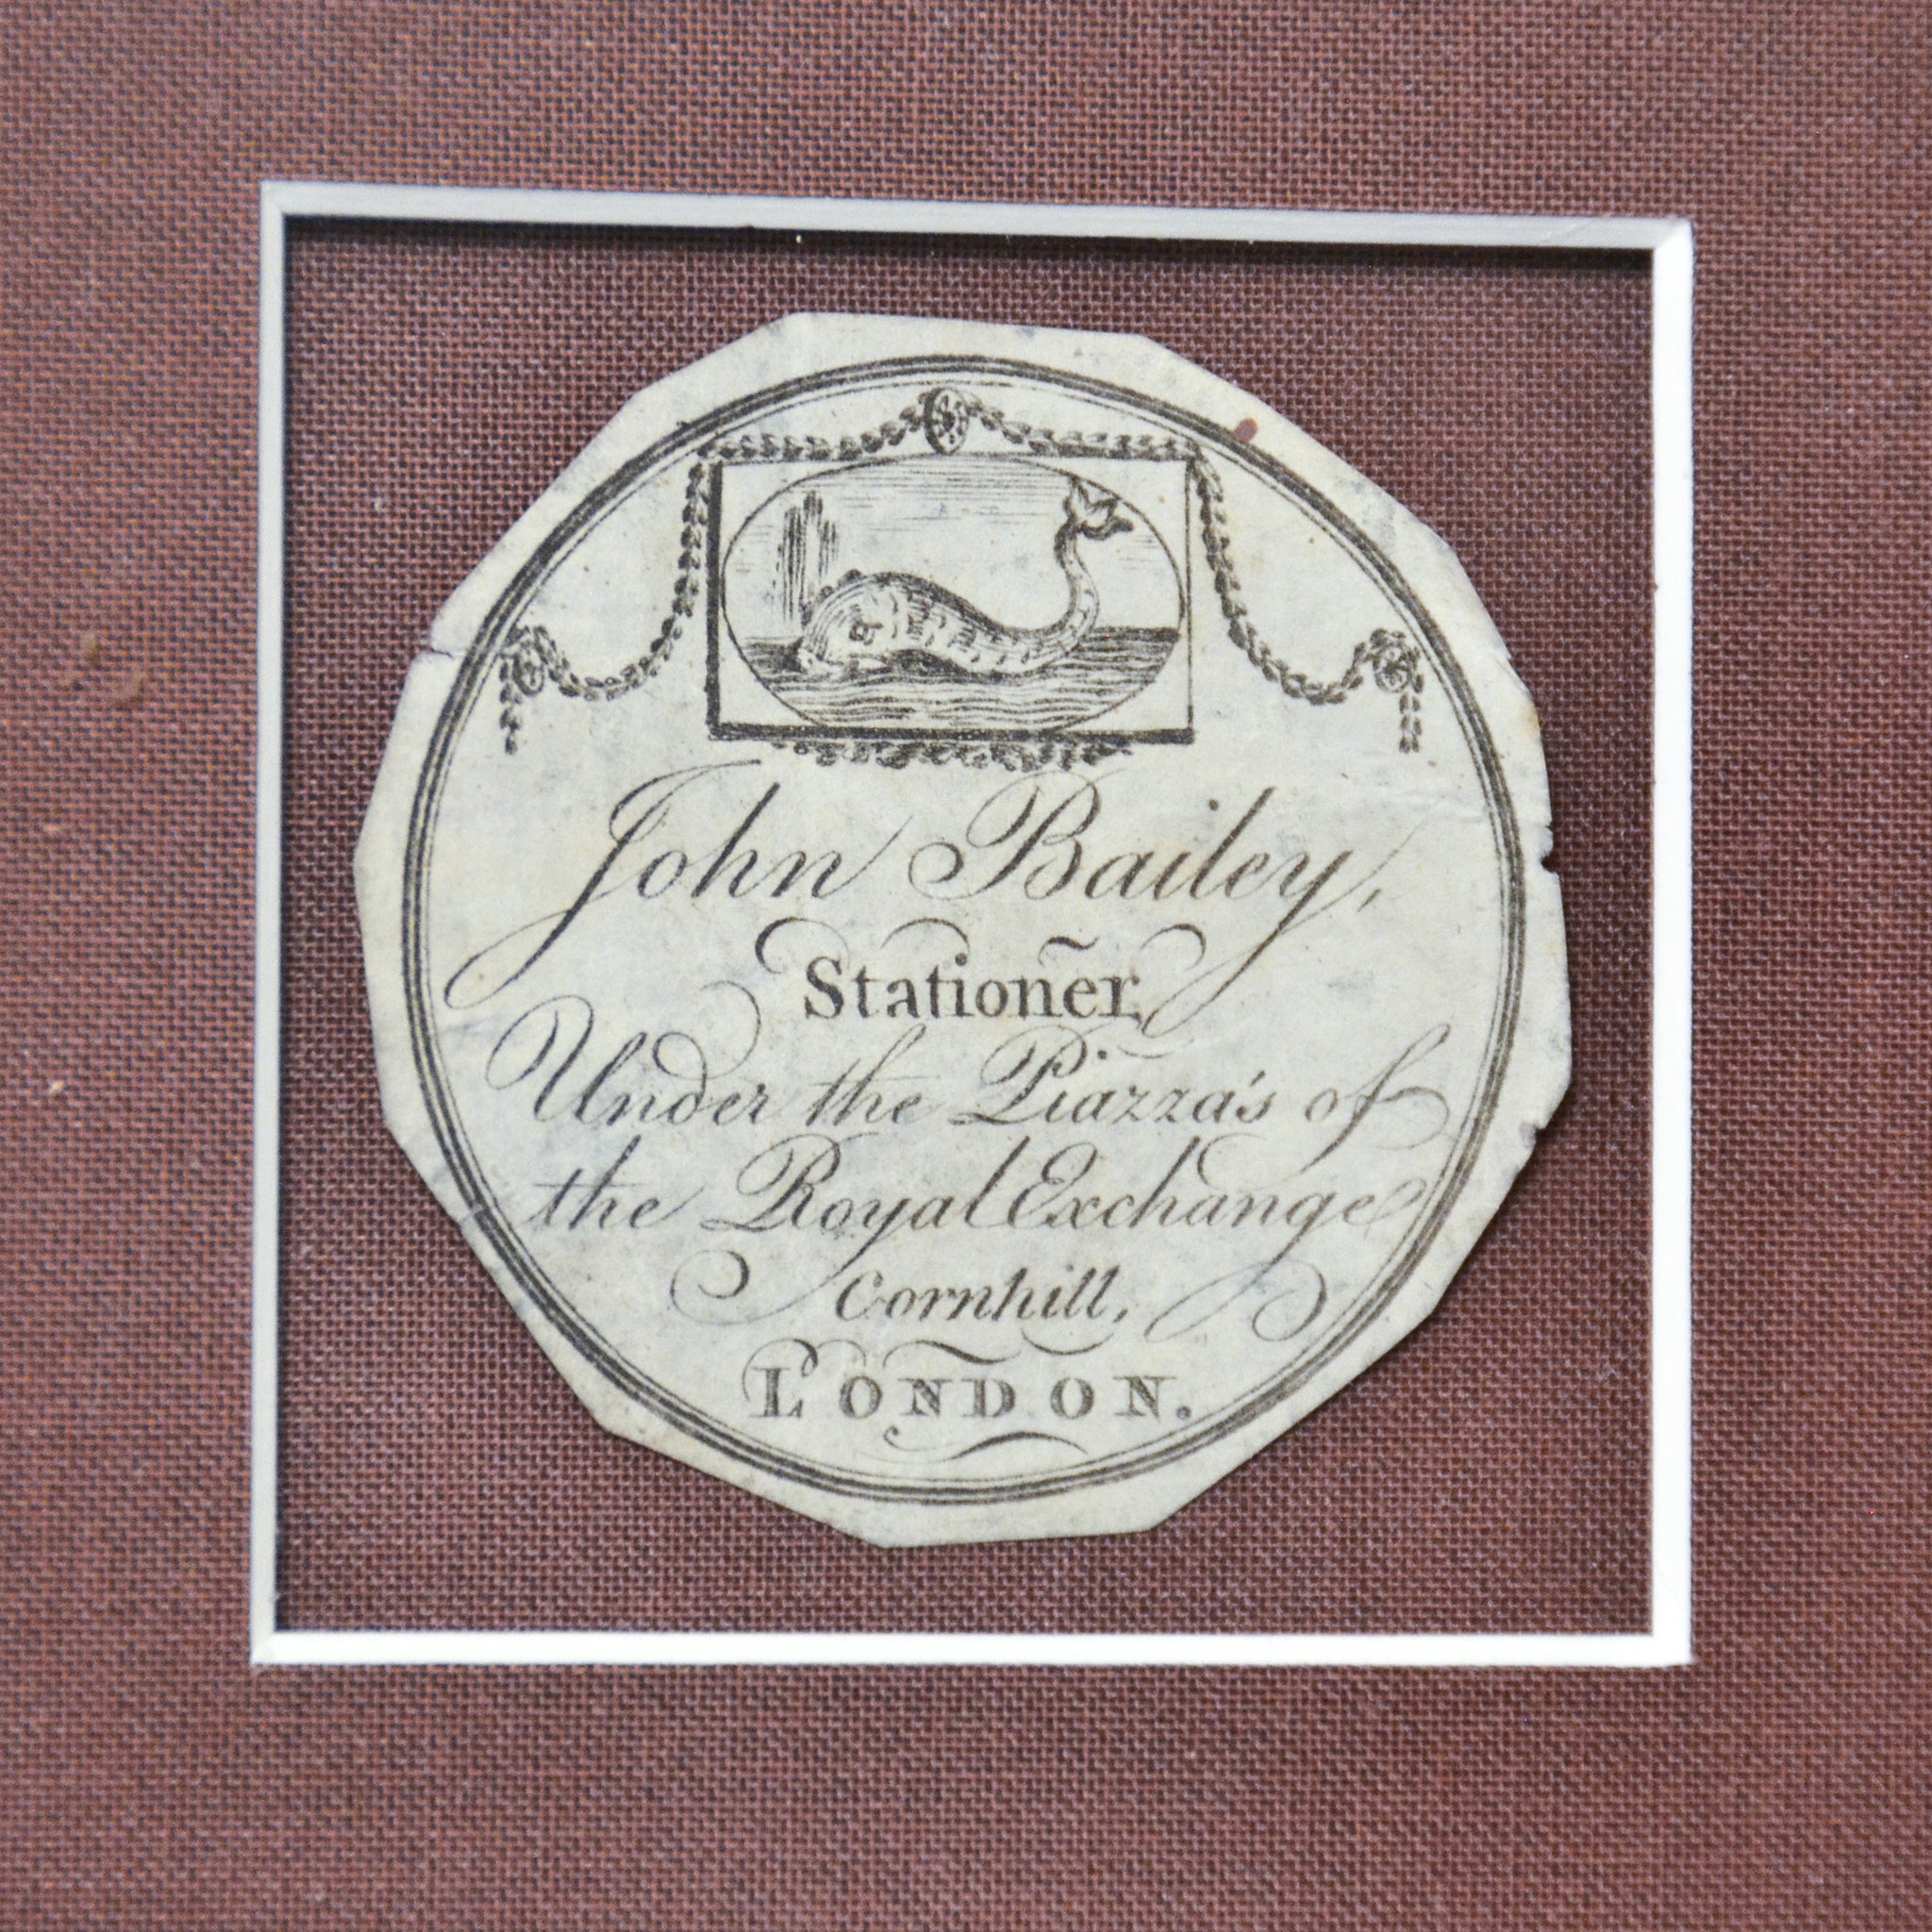 John Bailey,
Stationer,
Under the Piazza's of
the Royal Exchange
Cornhill,
LONDON.